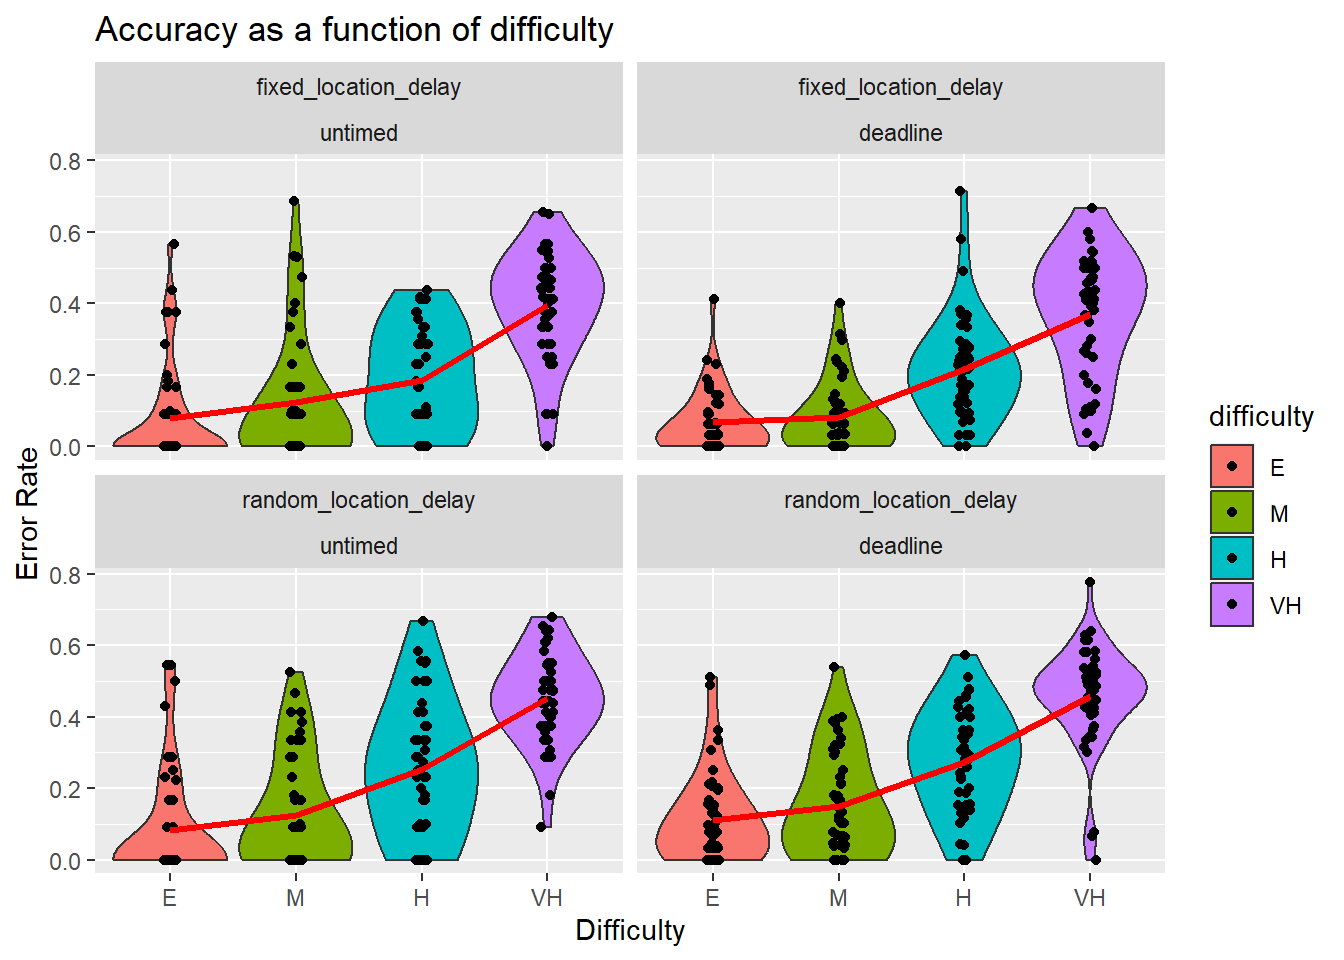 Accuracy as a function of difficulty
fixed_location_delay
untimed
fixed_location_delay
deadline
0.8
0.6
0.4
0.2
0.0
random_location_delay
untimed
random_location_delay
deadline
0.8
0.6
0.4
0.2
0.0
Error Rate
E
M
H
VH
E
M
H
VH
Difficulty
difficulty
E
M
H
VH